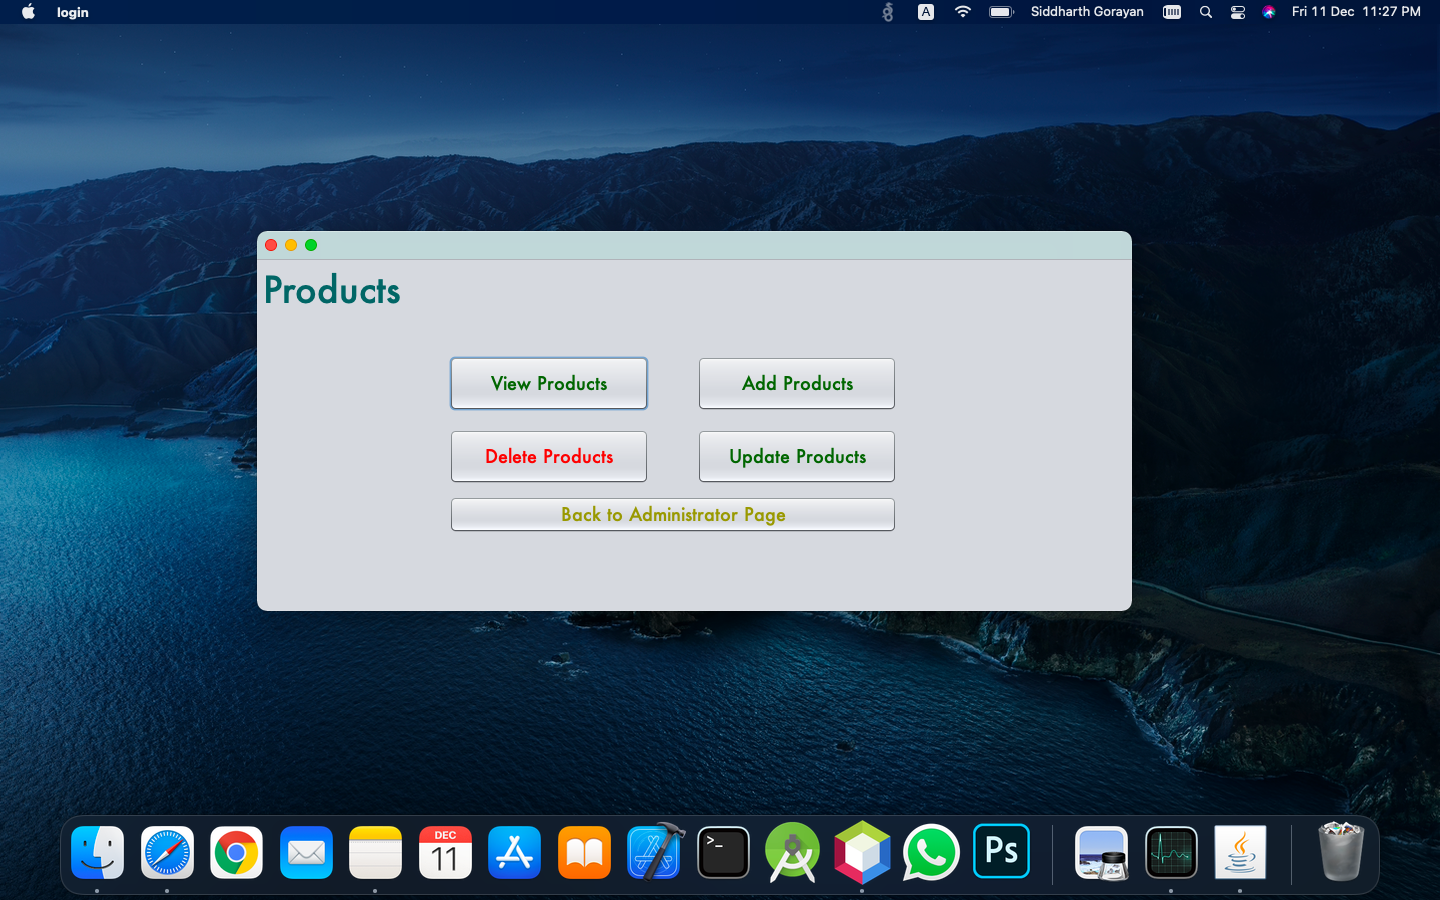 login
A
Siddharth Gorayan
Fri 11 Dec 11:27 PM
Products
View Products
Add Products
Delete Products
Update Products
Back to Administrator Page
DEC
11
>_
Ps